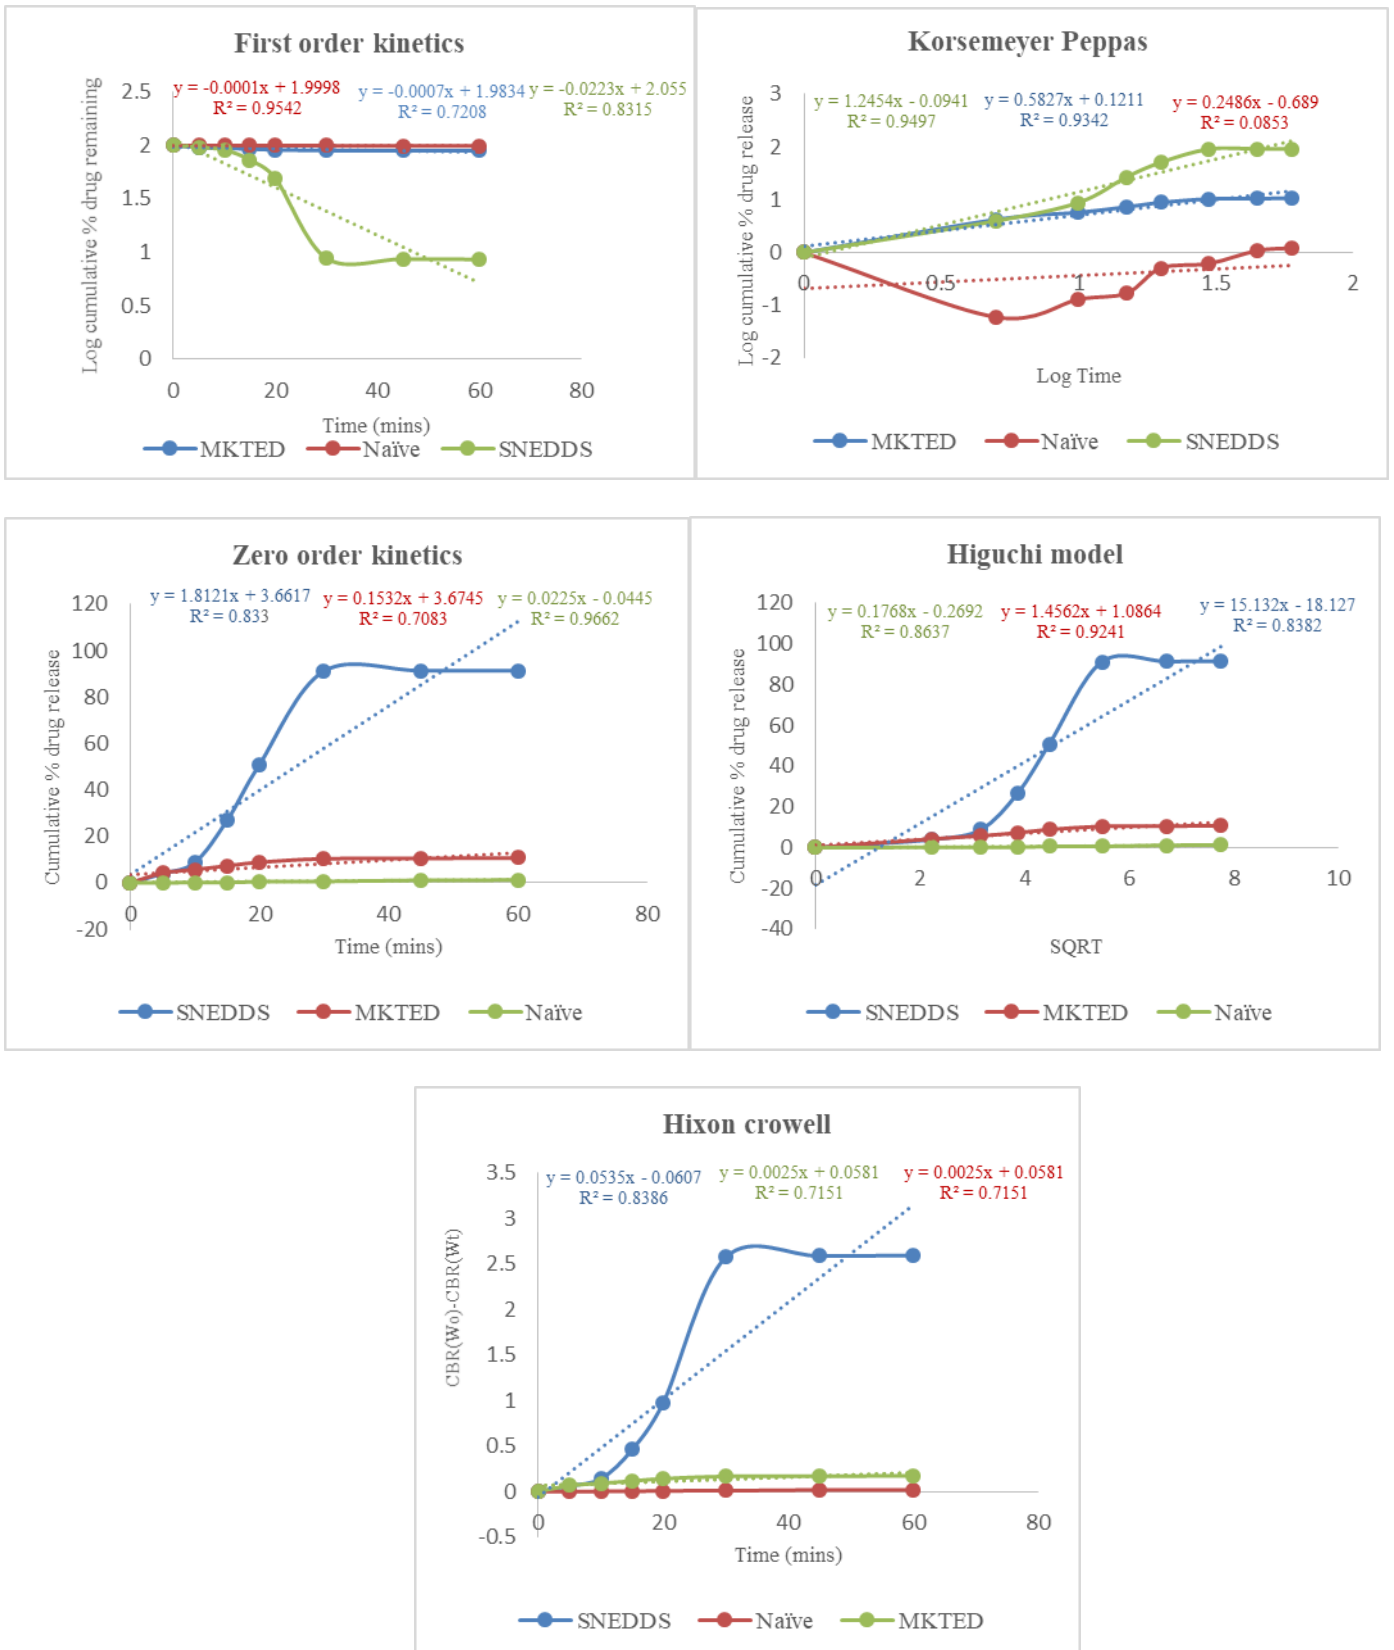 First order kinetics
y = -0.0001x + 1.9998
R² = 0.9542
y = -0.0007x + 1.9834
R² = 0.7208
y = -0.0223x + 2.055
R² = 0.8315
Log cumulative % drug remaining
2.5
2
1.5
1
0.5
0
0 20 40 60 80
Time (mins)
MKTED Naïve SNEDDS
Korsemeyer Peppas
y = 1.2454x - 0.0941
R² = 0.9497
y = 0.5827x + 0.1211
R² = 0.9342
y = 0.2486x - 0.689
R² = 0.0853
Log cumulative % drug release
3
2
1
0
-1
-2
0 0.5 1 1.5 2
Log Time
MKTED Naïve SNEDDS
Zero order kinetics
y = 1.8121x + 3.6617
R² = 0.833
y = 0.1532x + 3.6745
R² = 0.7083
y = 0.0225x - 0.0445
R² = 0.9662
Cumulative % drug release
120
100
80
60
40
20
0
-20
0 20 40 60 80
Time (mins)
SNEDDS MKTED Naïve
Higuchi model
y = 0.1768x - 0.2692
R² = 0.8637
y = 1.4562x + 1.0864
R² = 0.9241
y = 15.132x - 18.127
R² = 0.8382
Cumulative % drug release
120
100
80
60
40
20
0
-20
-40
0 2 4 6 8 10
SQRT
SNEDDS MKTED Naïve
Hixon crowell
y = 0.0535x - 0.0607
R² = 0.8386
y = 0.0025x + 0.0581
R² = 0.7151
y = 0.0025x + 0.0581
R² = 0.7151
CBR(Wo)-CBR(Wt)
3.5
3
2.5
2
1.5
1
0.5
0
-0.5
0 20 40 60 80
Time (mins)
SNEDDS Naïve MKTED